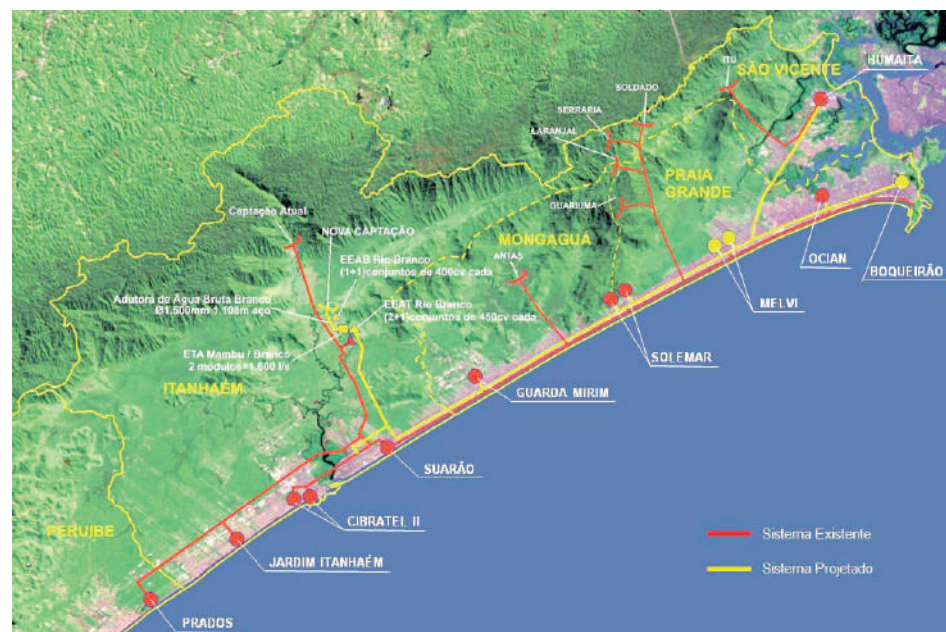 ITU
SÃO VICENTE
HUMAITÁ
SOLDADO
SERRARIA
LARANJAL
PRAIA
GRANDE
GUARIUMA
Captação Atual
NOVA CAPTAÇÃO
MONGAGUÁ
EEAB Rio Branco
(1+1)conjuntos de 400cv cada
ANTAS
OCIAN
BOQUEIRÃO
Adutora de Água Bruta Branco
Ø1.500mm 1.108m aço
EEAT Rio Branco
(2+1)conjuntos de 450cv cada
MELVI
SOLEMAR
ETA Mambu / Branco
2 módulos=1.600 l/s
ITANHAÉM
GUARDA MIRIM
SUARÃO
CIBRATEL II
PERUIBE
JARDIM ITANHAÉM
PRADOS
Sistema Existente
Sistema Projetado